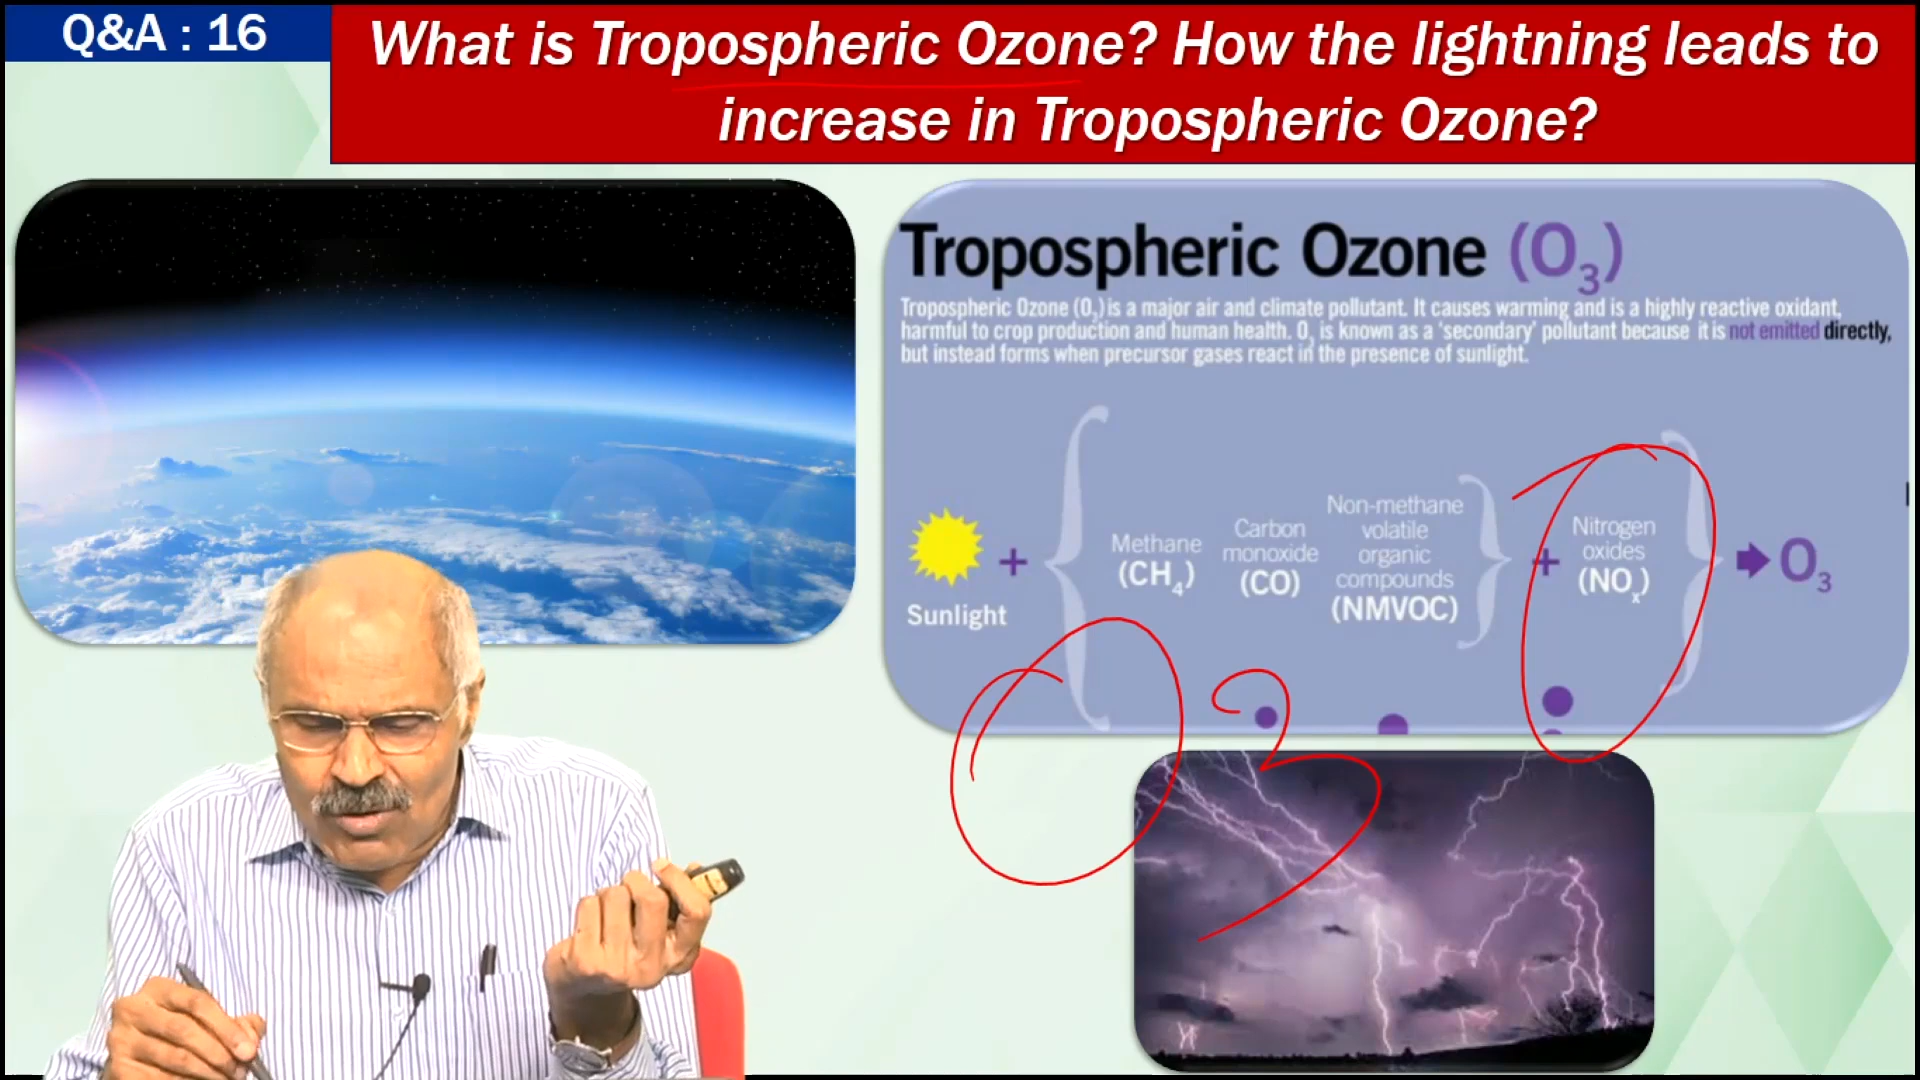 Q&A : 16
What is Tropospheric Ozone? How the lightning leads to
increase in Tropospheric Ozone?
Tropospheric Ozone (O₃)
Tropospheric Ozone (O₃) is a major air and climate pollutant. It causes warming and is a highly reactive oxidant,
harmful to crop production and human health. O₃ is known as a 'secondary' pollutant because it is not emitted directly,
but instead forms when precursor gases react in the presence of sunlight.
Sunlight
+
Methane
(CH₄)
Carbon
monoxide
(CO)
Non-methane
volatile
organic
compounds
(NMVOC)
+
Nitrogen
oxides
(NOₓ)
O₃
O3